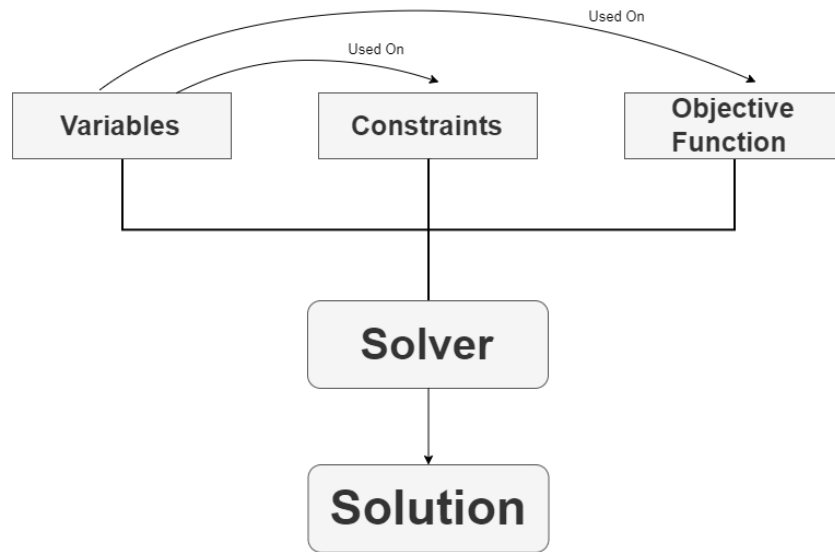 Used On
Used On
Variables
Constraints
Objective
Function
Solver
Solution